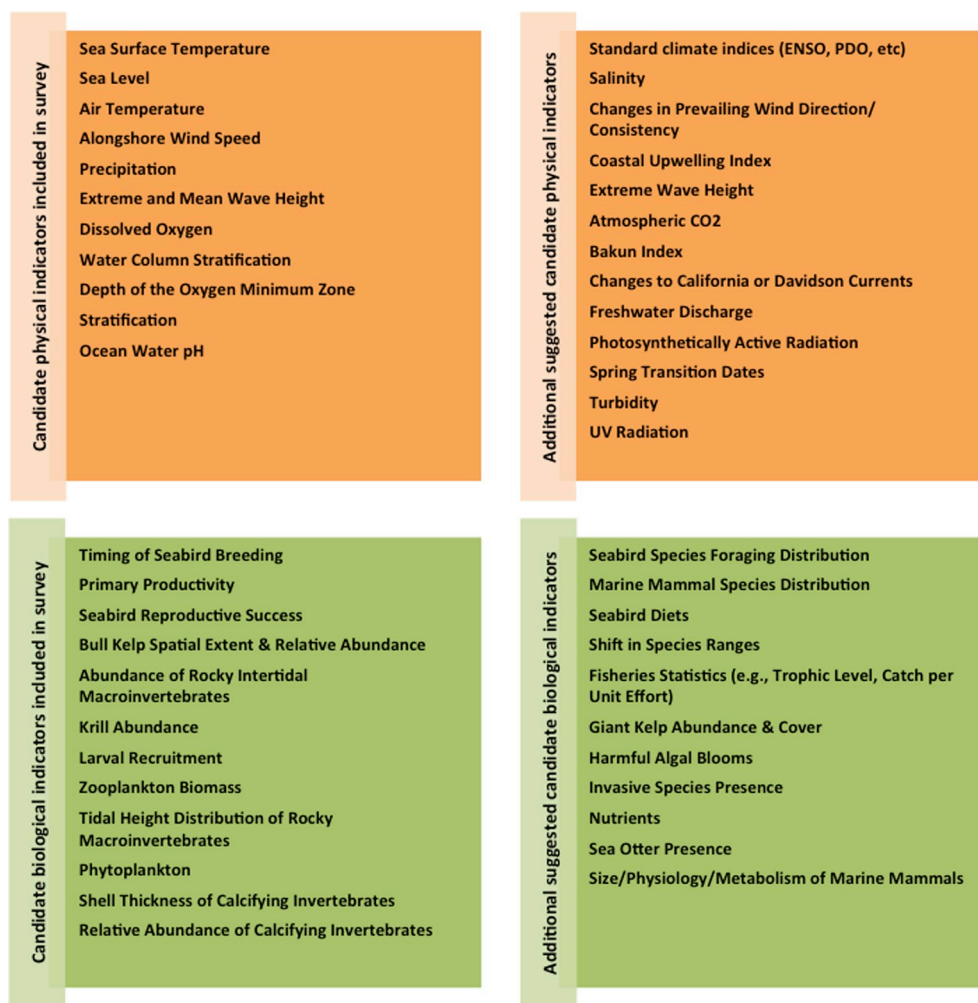 Candidate physical indicators included in survey
Sea Surface Temperature
Sea Level
Air Temperature
Alongshore Wind Speed
Precipitation
Extreme and Mean Wave Height
Dissolved Oxygen
Water Column Stratification
Depth of the Oxygen Minimum Zone
Stratification
Ocean Water pH
Additional suggested candidate physical indicators
Standard climate indices (ENSO, PDO, etc)
Salinity
Changes in Prevailing Wind Direction/
Consistency
Coastal Upwelling Index
Extreme Wave Height
Atmospheric CO2
Bakun Index
Changes to California or Davidson Currents
Freshwater Discharge
Photosynthetically Active Radiation
Spring Transition Dates
Turbidity
UV Radiation
Candidate biological indicators included in survey
Timing of Seabird Breeding
Primary Productivity
Seabird Reproductive Success
Bull Kelp Spatial Extent & Relative Abundance
Abundance of Rocky Intertidal
Macroinvertebrates
Krill Abundance
Larval Recruitment
Zooplankton Biomass
Tidal Height Distribution of Rocky
Macroinvertebrates
Phytoplankton
Shell Thickness of Calcifying Invertebrates
Relative Abundance of Calcifying Invertebrates
Additional suggested candidate biological indicators
Seabird Species Foraging Distribution
Marine Mammal Species Distribution
Seabird Diets
Shift in Species Ranges
Fisheries Statistics (e.g., Trophic Level, Catch per
Unit Effort)
Giant Kelp Abundance & Cover
Harmful Algal Blooms
Invasive Species Presence
Nutrients
Sea Otter Presence
Size/Physiology/Metabolism of Marine Mammals